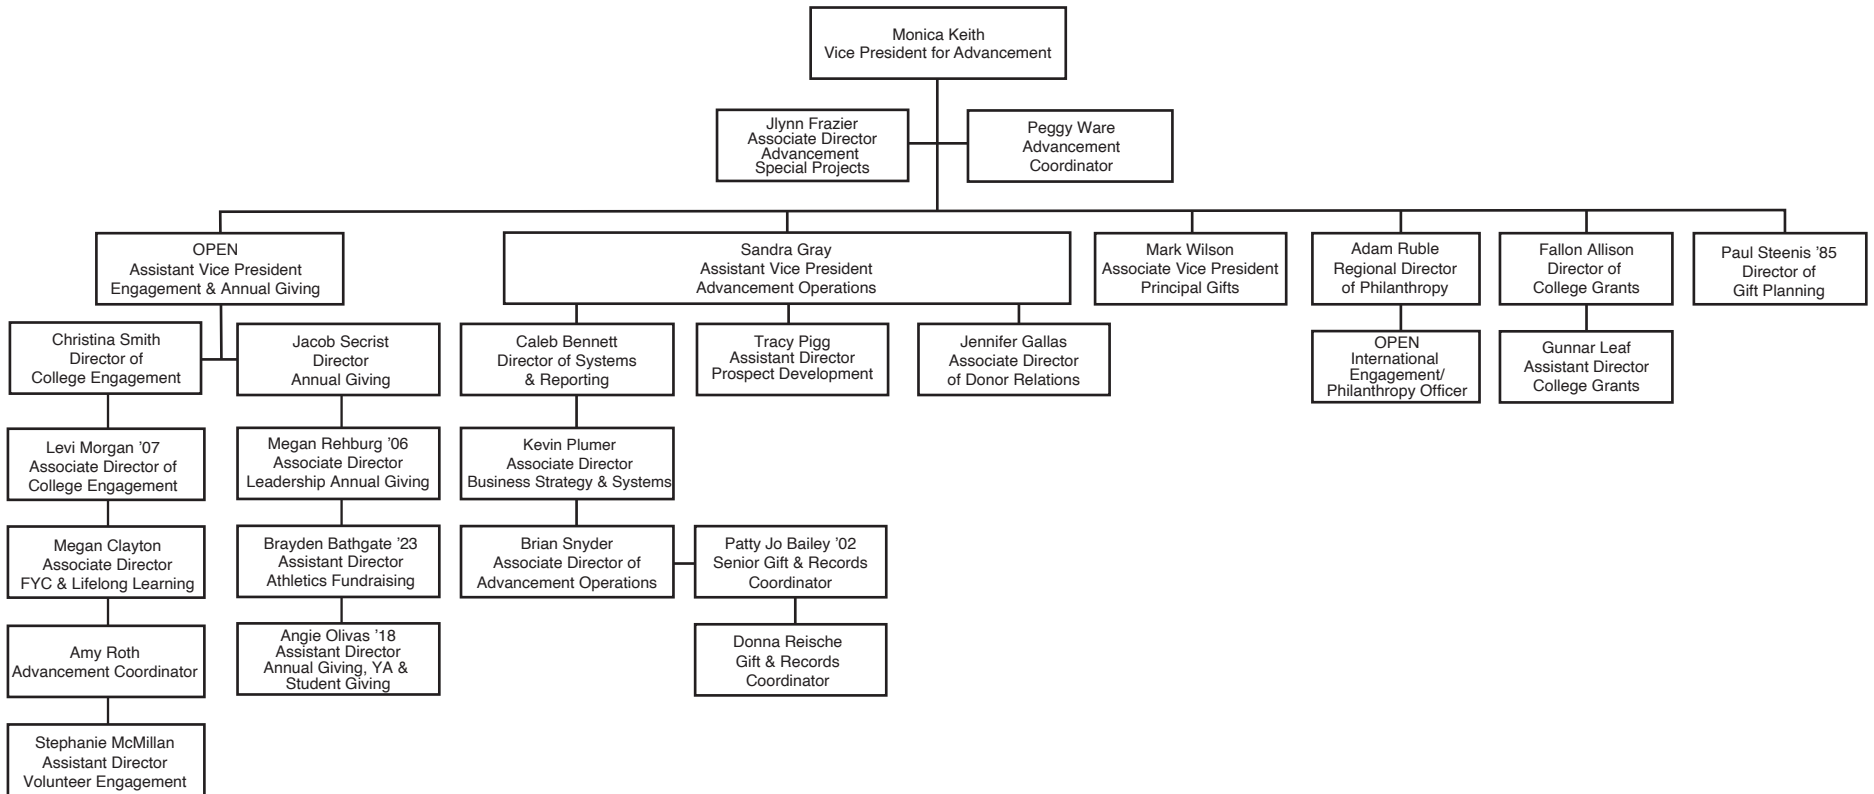 Monica Keith
Vice President for Advancement
Jlynn Frazier
Associate Director
Advancement
Special Projects
Peggy Ware
Advancement
Coordinator
OPEN
Assistant Vice President
Engagement & Annual Giving
Sandra Gray
Assistant Vice President
Advancement Operations
Mark Wilson
Associate Vice President
Principal Gifts
Adam Ruble
Regional Director
of Philanthropy
Fallon Allison
Director of
College Grants
Paul Steenis ’85
Director of
Gift Planning
Christina Smith
Director of
College Engagement
Jacob Secrist
Director
Annual Giving
Caleb Bennett
Director of Systems
& Reporting
Tracy Pigg
Assistant Director
Prospect Development
Jennifer Gallas
Associate Director
of Donor Relations
OPEN
International
Engagement/
Philanthropy Officer
Gunnar Leaf
Assistant Director
College Grants
Levi Morgan ’07
Associate Director of
College Engagement
Megan Rehburg ’06
Associate Director
Leadership Annual Giving
Kevin Plumer
Associate Director
Business Strategy & Systems
Megan Clayton
Associate Director
FYC & Lifelong Learning
Brayden Bathgate ’23
Assistant Director
Athletics Fundraising
Brian Snyder
Associate Director of
Advancement Operations
Patty Jo Bailey ’02
Senior Gift & Records
Coordinator
Amy Roth
Advancement Coordinator
Angie Olivas ’18
Assistant Director
Annual Giving, YA &
Student Giving
Donna Reische
Gift & Records
Coordinator
Stephanie McMillan
Assistant Director
Volunteer Engagement